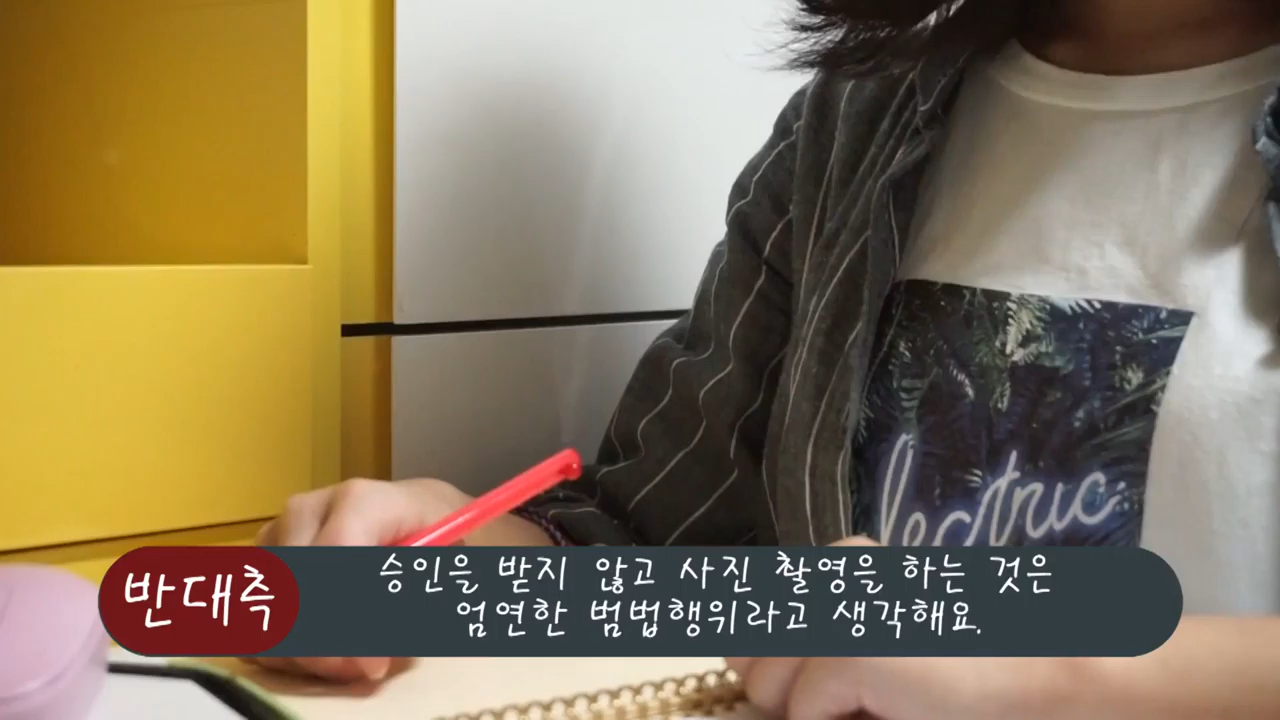 lectric
반대측
승인을 받지 않고 사진 촬영을 하는 것은
엄연한 범법행위라고 생각해요.